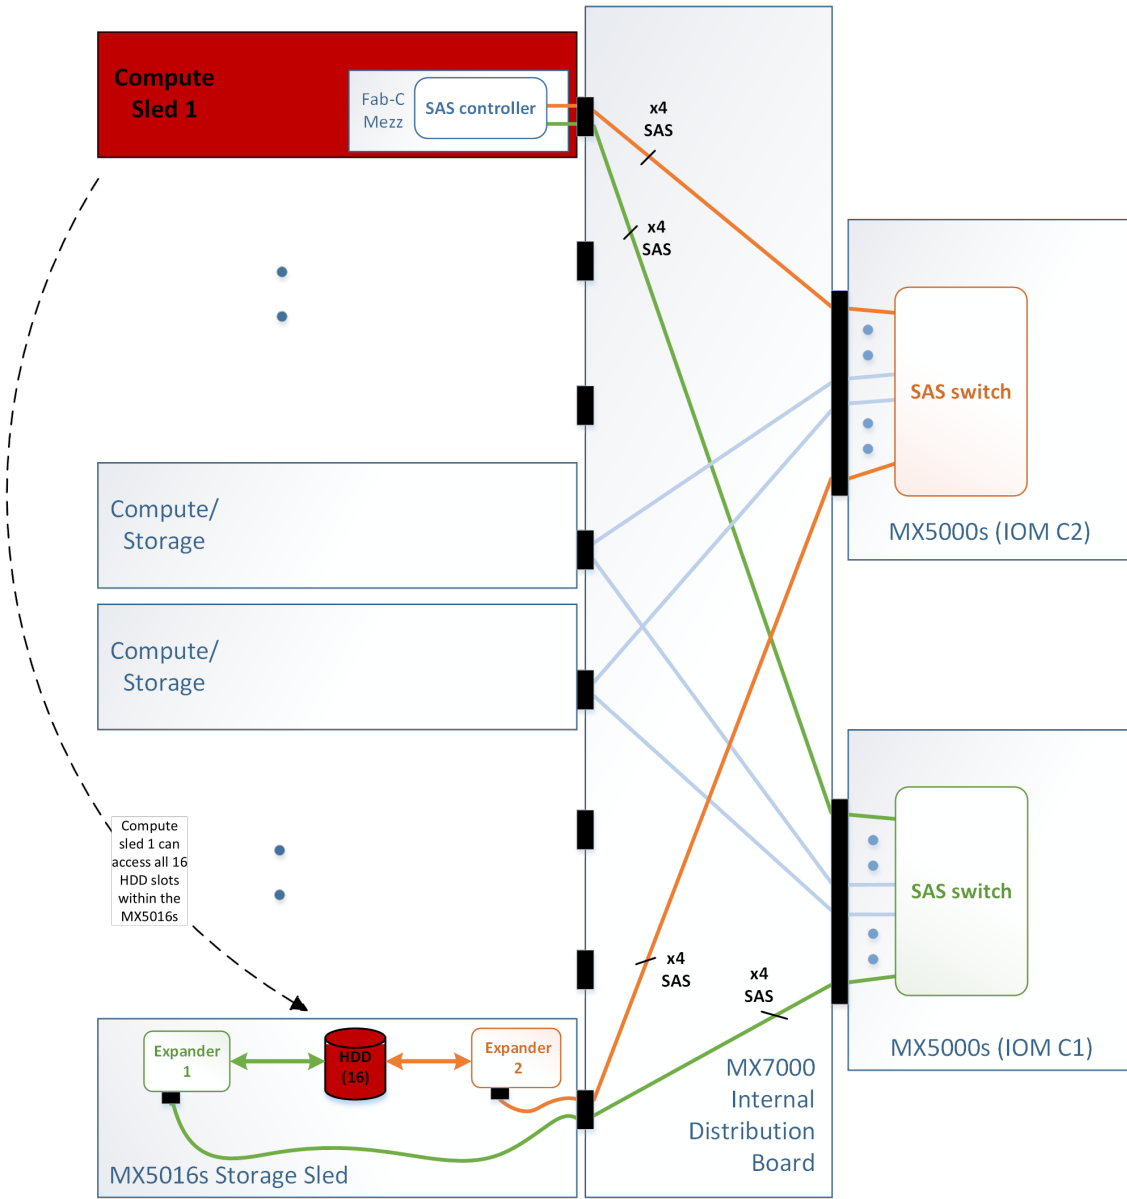 Compute
Sled 1
Fab-C
Mezz
SAS controller
x4
SAS
x4
SAS
SAS switch
MX5000s (IOM C2)
Compute/
Storage
Compute/
Storage
Compute
sled 1 can
access all 16
HDD slots
within the
MX5016s
SAS switch
MX5000s (IOM C1)
x4
SAS
x4
SAS
Expander
1
HDD
(16)
Expander
2
MX5016s Storage Sled
MX7000
Internal
Distribution
Board